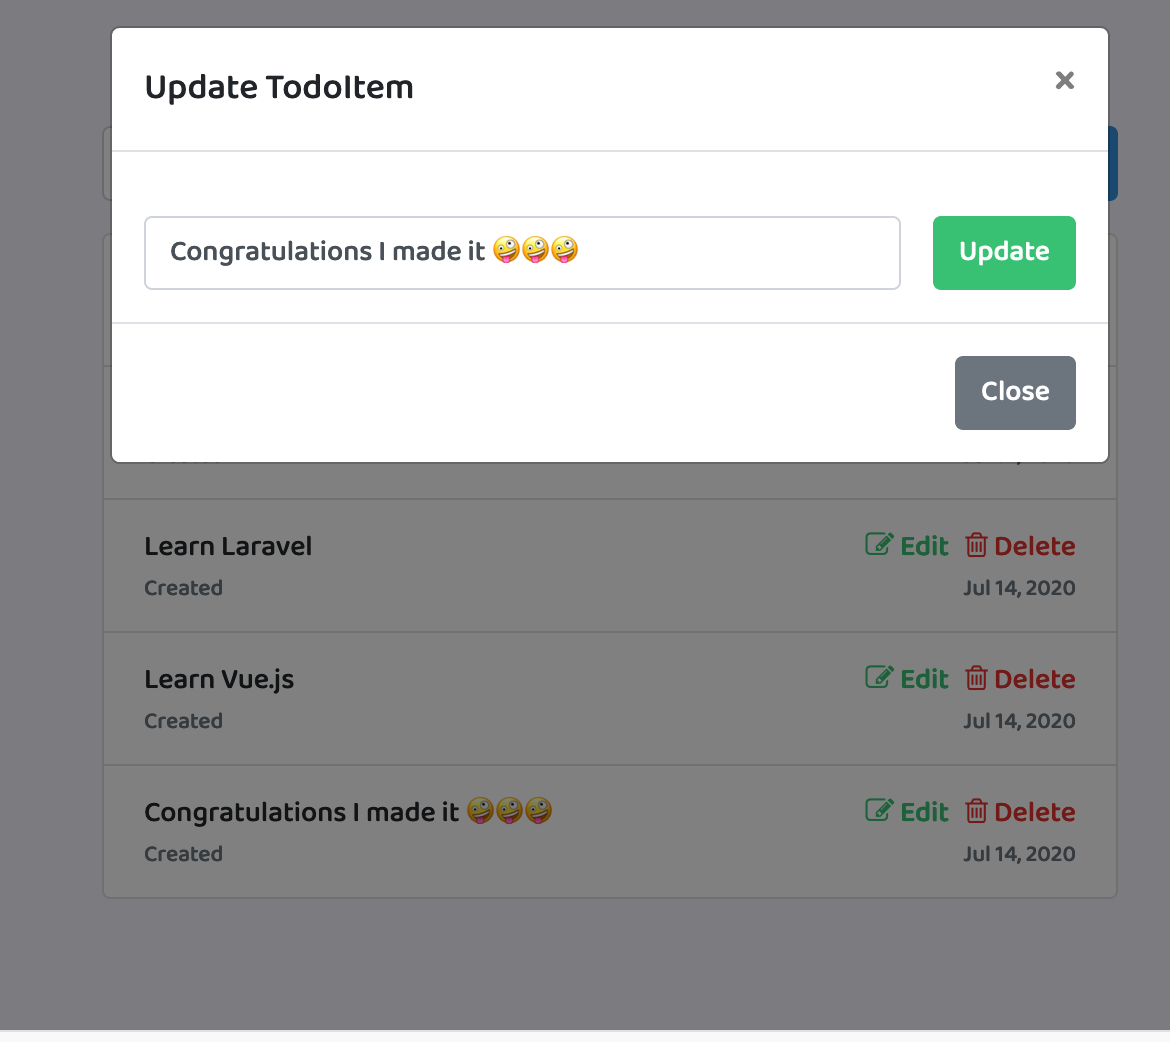 Update TodoItem
×
Congratulations I made it 🤪🤪🤪 Update
Close
Learn Laravel Edit Delete
Created Jul 14, 2020
Learn Vue.js Edit Delete
Created Jul 14, 2020
Congratulations I made it 🤪🤪🤪 Edit Delete
Created Jul 14, 2020